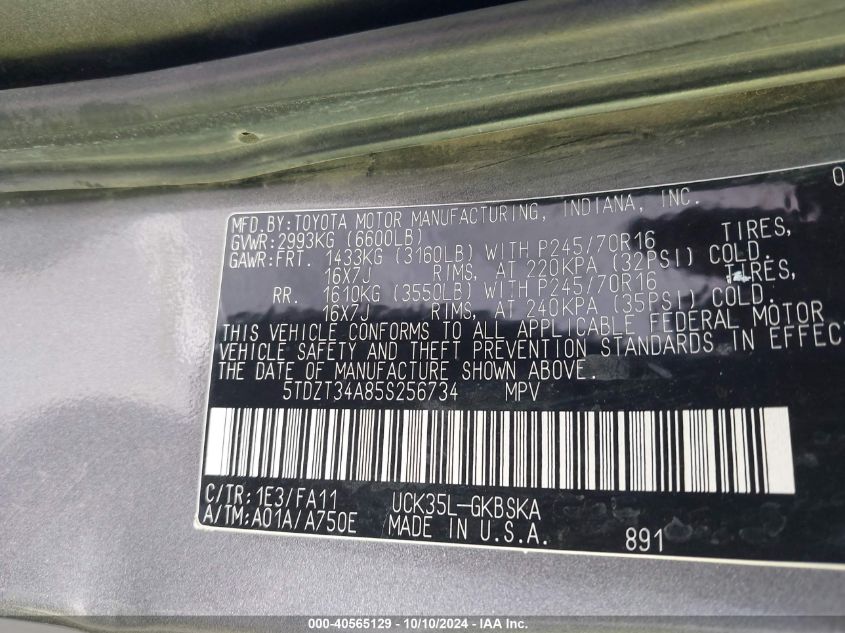 MFD.BY:TOYOTA MOTOR MANUFACTURING, INDIANA, INC. 0
GVWR:2993KG (6600LB)
GAWR:FRT. 1433KG (3160LB) WITH P245/70R16 TIRES,
16X7J RIMS, AT 220KPA (32PSI) COLD.
RR. 1610KG (3550LB) WITH P245/70R16 TIRES,
16X7J RIMS, AT 240KPA (35PSI) COLD.
THIS VEHICLE CONFORMS TO ALL APPLICABLE FEDERAL MOTOR
VEHICLE SAFETY AND THEFT PREVENTION STANDARDS IN EFFEC
THE DATE OF MANUFACTURE SHOWN ABOVE.
5TDZT34A85S256734 MPV
C/TR:1E3/FA11 UCK35L-GKBSKA
A/TM:A01A/A750E MADE IN U.S.A. 891
000-40565129 - 10/10/2024 - IAA Inc.